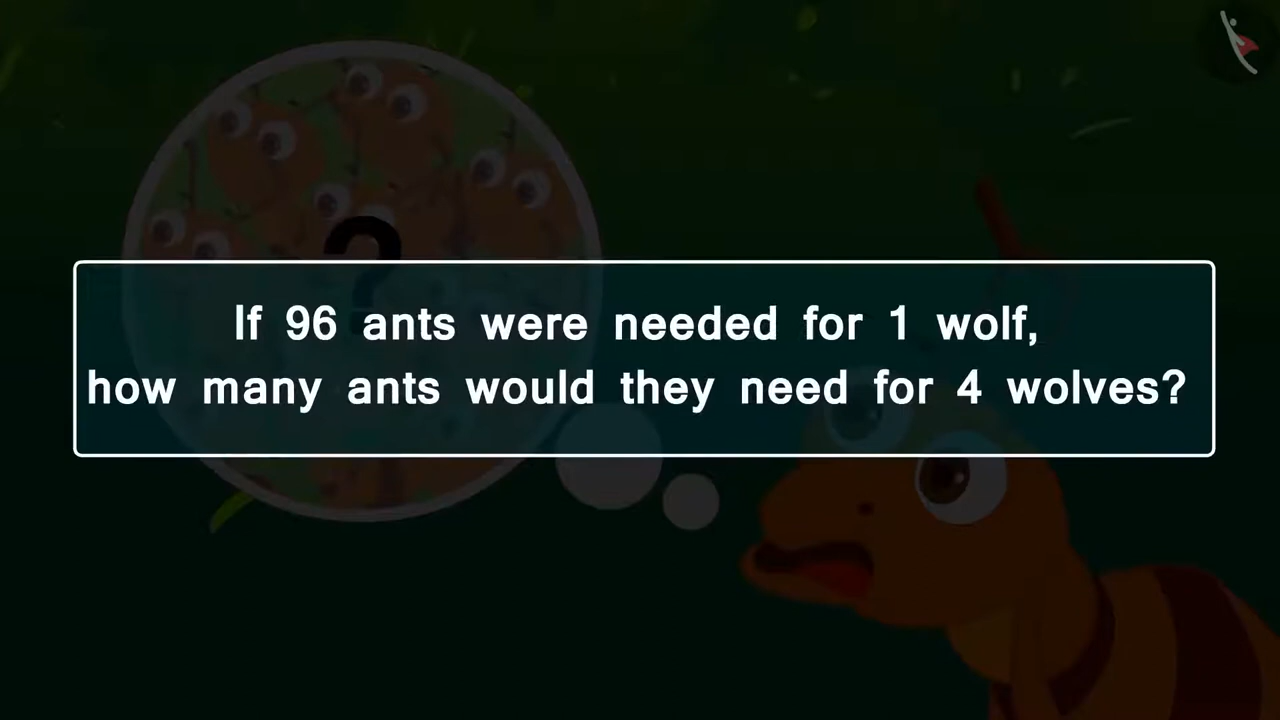 If 96 ants were needed for 1 wolf,
how many ants would they need for 4 wolves?
?